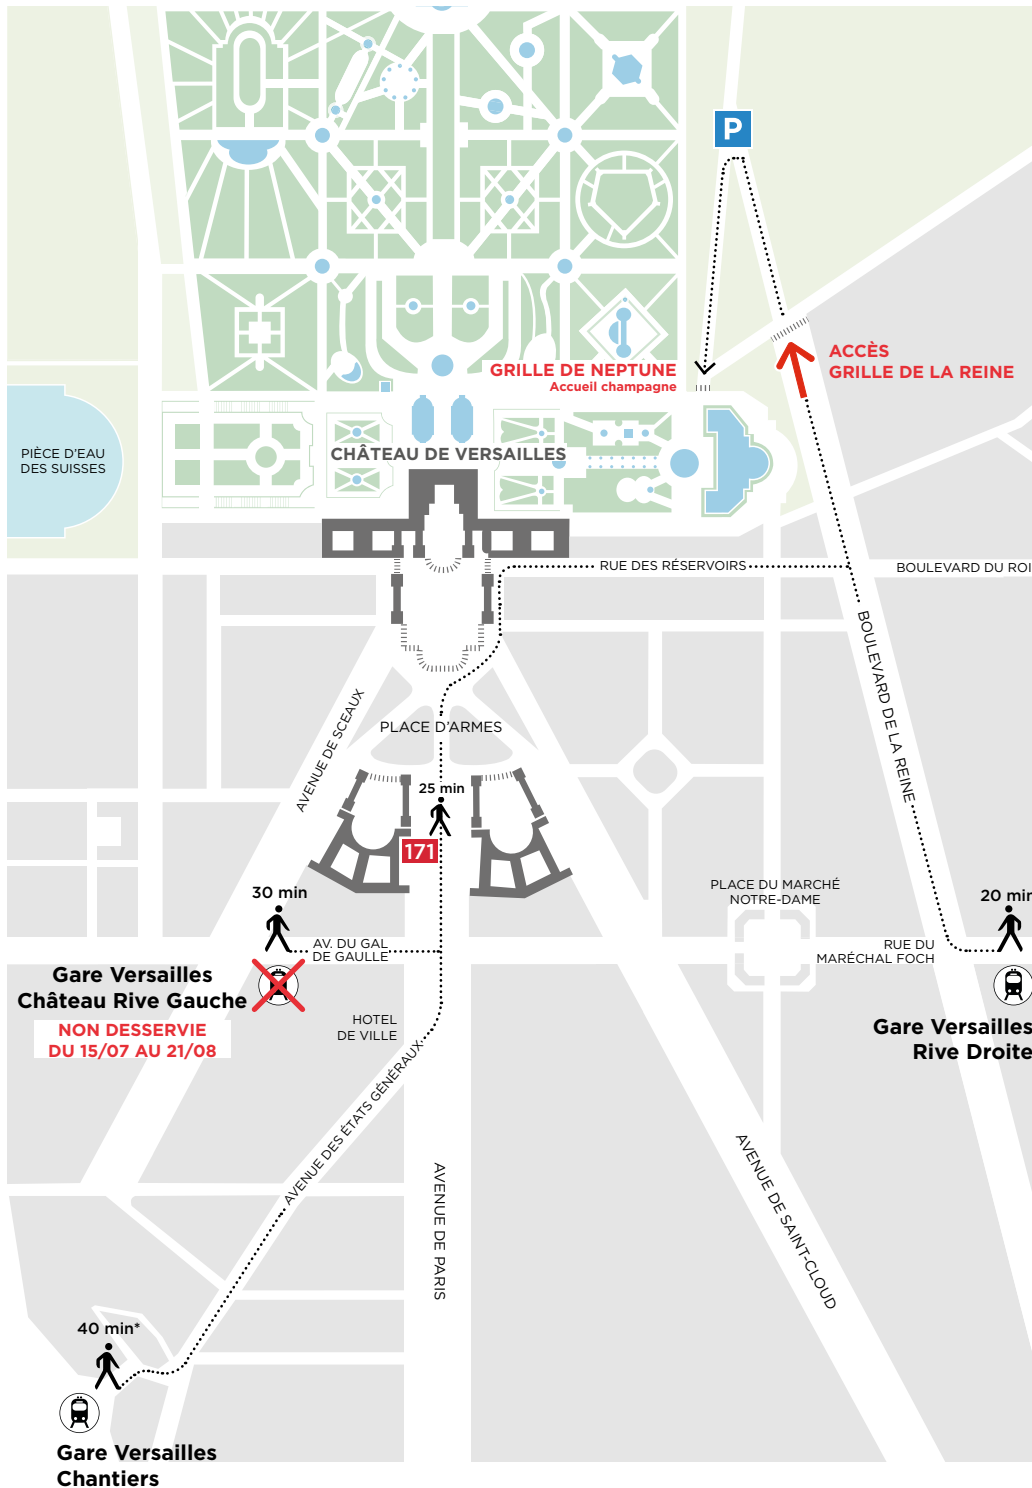 P
ACCÈS
GRILLE DE LA REINE
GRILLE DE NEPTUNE
Accueil champagne
PIÈCE D'EAU
DES SUISSES
CHÂTEAU DE VERSAILLES
RUE DES RÉSERVOIRS
BOULEVARD DU ROI
BOULEVARD DE LA REINE
AVENUE DE SCEAUX
PLACE D'ARMES
25 min
171
30 min
AV. DU GAL
DE GAULLE
Gare Versailles
Château Rive Gauche
NON DESSERVIE
DU 15/07 AU 21/08
HOTEL
DE VILLE
PLACE DU MARCHÉ
NOTRE-DAME
20 min
RUE DU
MARÉCHAL FOCH
Gare Versailles
Rive Droite
AVENUE DES ÉTATS GÉNÉRAUX
AVENUE DE PARIS
AVENUE DE SAINT-CLOUD
40 min*
Gare Versailles
Chantiers